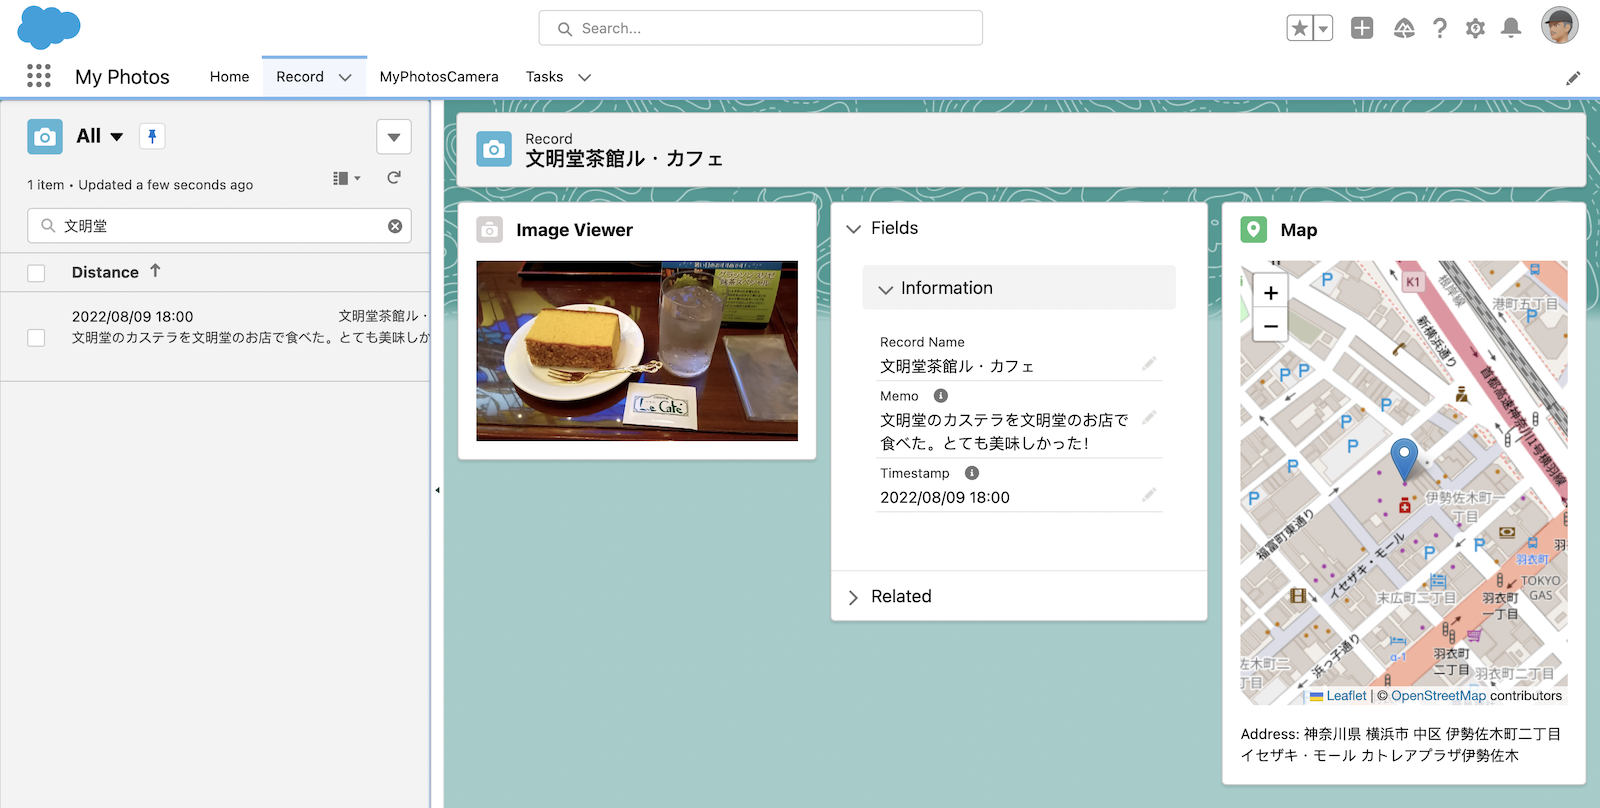 Search...
My Photos
Home
Record
MyPhotosCamera
Tasks
All
1 item • Updated a few seconds ago
文明堂
Distance
2022/08/09 18:00
文明堂茶館ル・
文明堂のカステラを文明堂のお店で食べた。とても美味しか
Record
文明堂茶館ル・カフェ
Image Viewer
Le Café
Fields
Information
Record Name
文明堂茶館ル・カフェ
Memo
文明堂のカステラを文明堂のお店で
食べた。とても美味しかった！
Timestamp
2022/08/09 18:00
Related
Map
+
−
K1
根岸線
港町五丁目
新横浜通り
首都高速神奈川1号横羽線
伊勢佐木町一
丁目
福富町東通り
イセザキ・モール
羽衣町
TOKYO
GAS
末広町二丁目
羽衣町
一丁目
α-1
羽衣町
二丁目
羽衣町二丁目
浜っ子通り
佐木町二
丁目
Leaflet | © OpenStreetMap contributors
Address: 神奈川県 横浜市 中区 伊勢佐木町二丁目
イセザキ・モール カトレアプラザ伊勢佐木